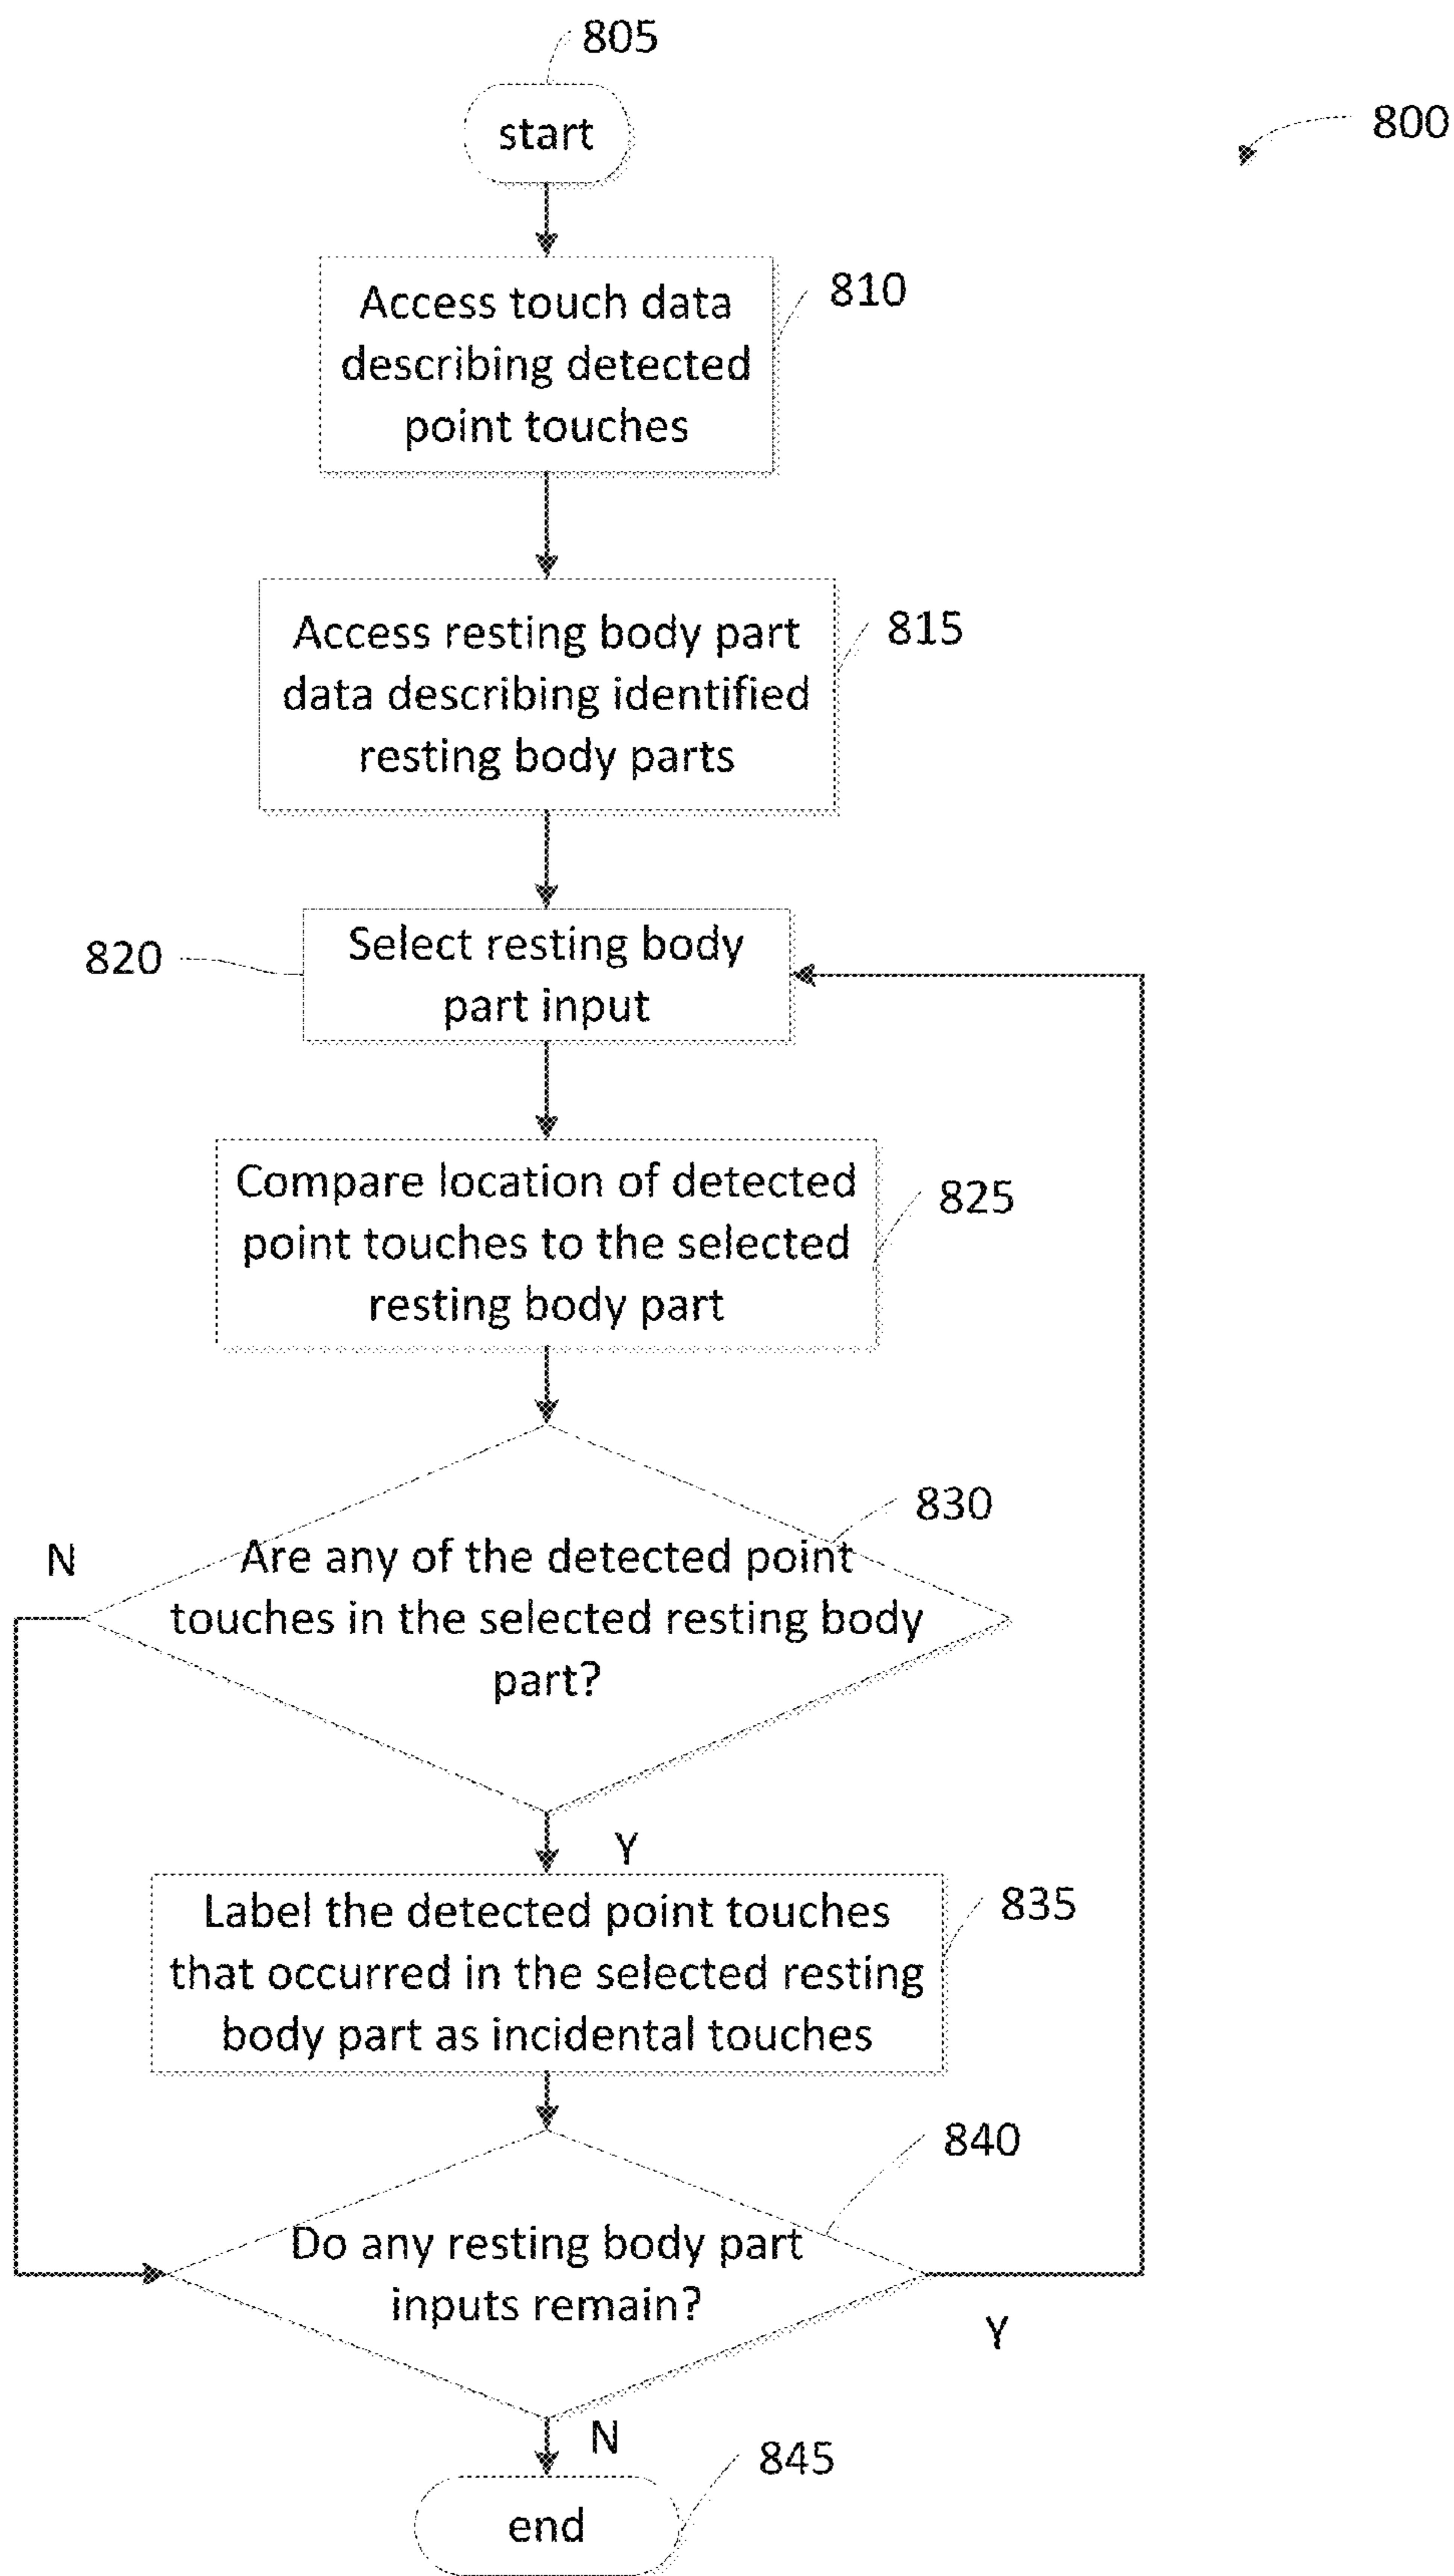 805
start
800
Access touch data
describing detected
point touches
810
Access resting body part
data describing identified
resting body parts
815
820
Select resting body
part input
Compare location of detected
point touches to the selected
resting body part
825
830
N
Are any of the detected point
touches in the selected resting body
part?
Y
Label the detected point touches
that occurred in the selected resting
body part as incidental touches
835
840
Do any resting body part
inputs remain?
Y
N
845
end